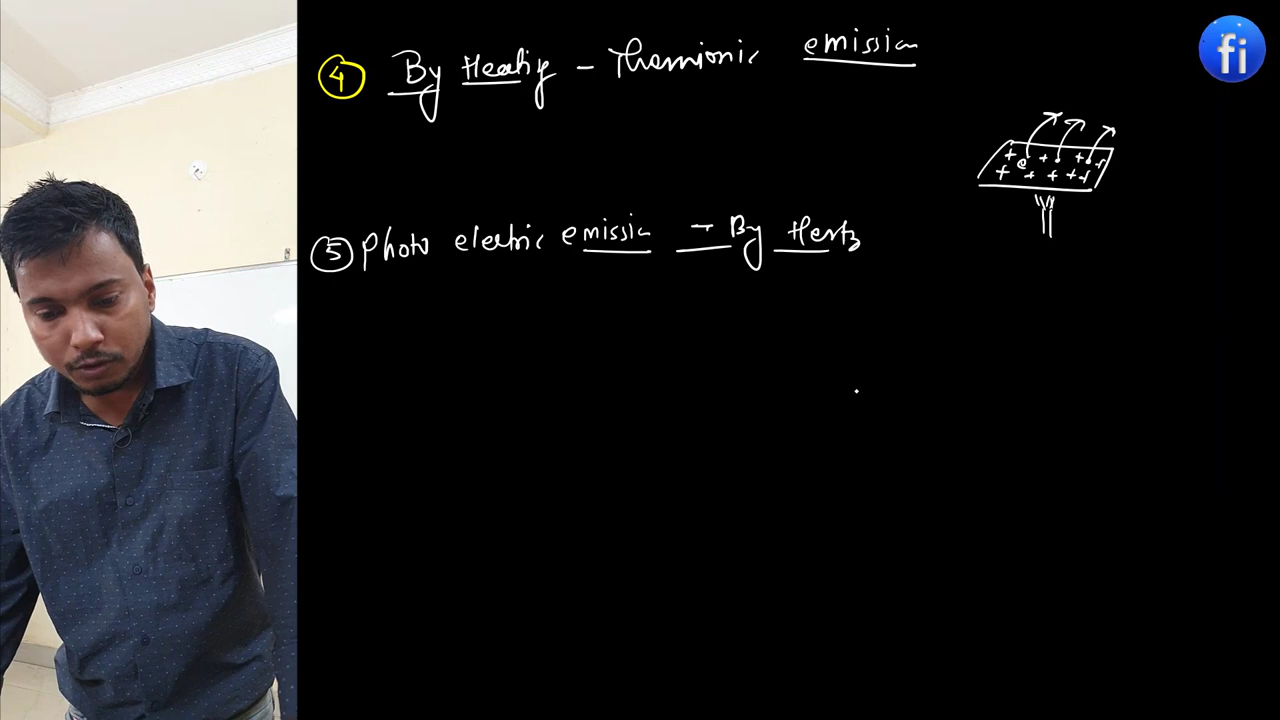 ④ By Heating - Thermionic emission
⑤ Photo electric emission - By Hertz
+ e + + +
+ + + + +
fi